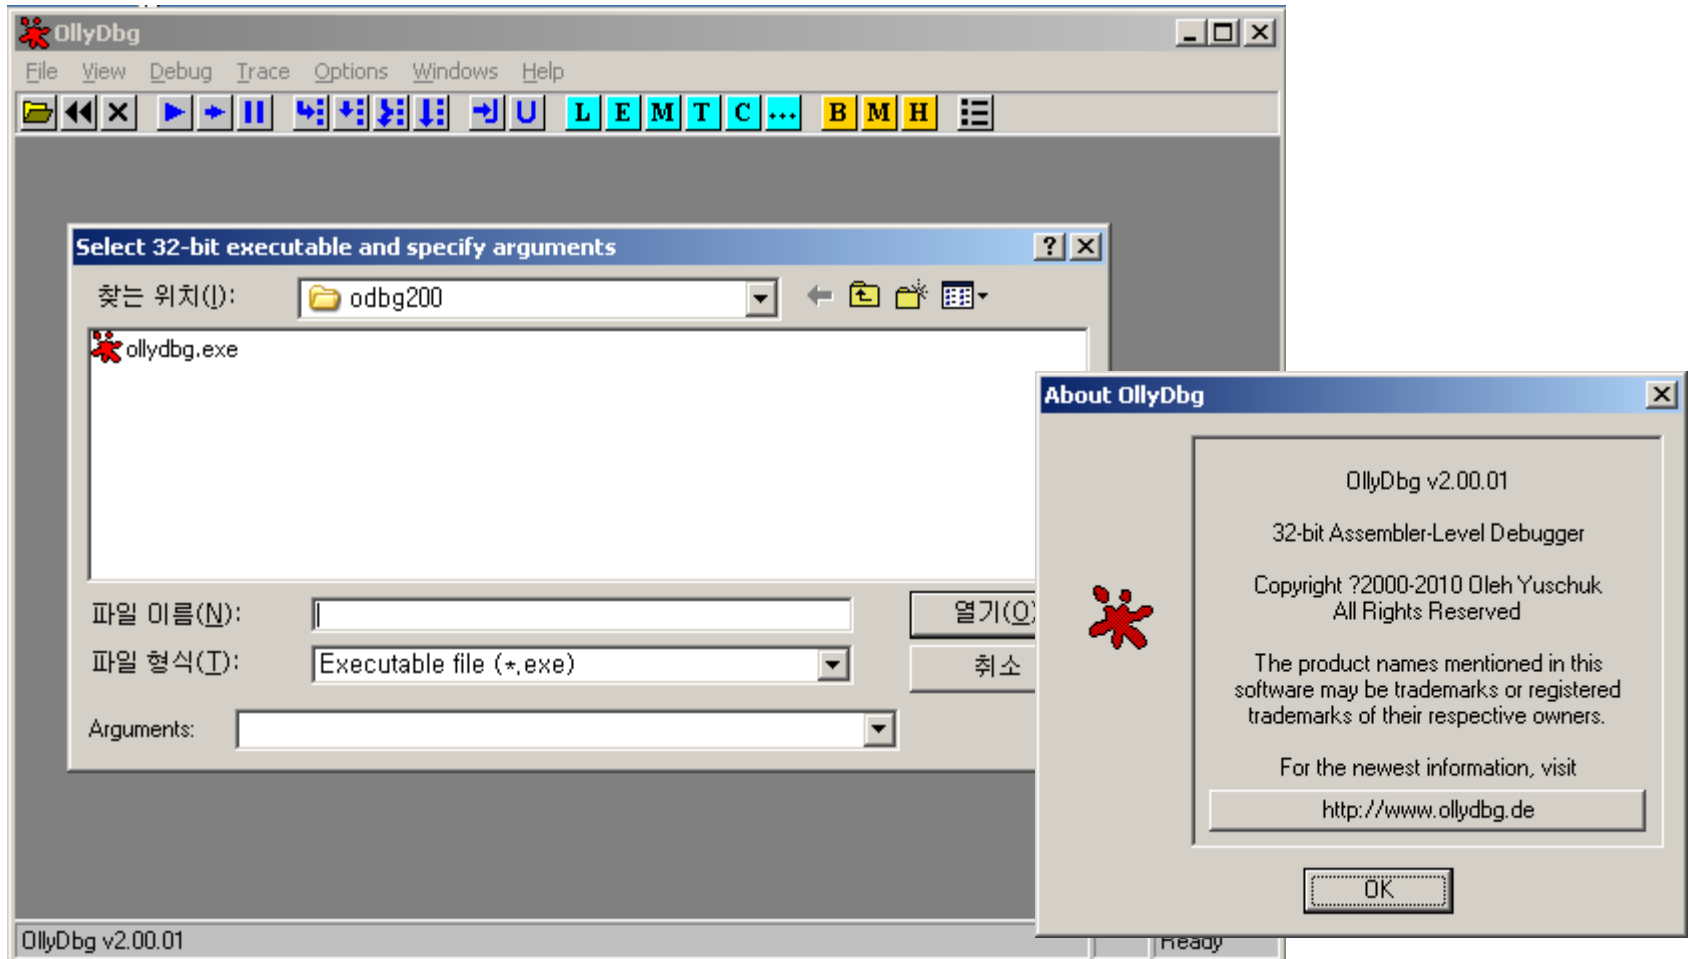 OllyDbg
File View Debug Trace Options Windows Help
L E M T C ... B M H
Select 32-bit executable and specify arguments
찾는 위치(I): odbg200
ollydbg.exe
파일 이름(N): 열기(O)
파일 형식(T): Executable file (*.exe) 취소
Arguments:
OllyDbg v2.00.01 Ready
About OllyDbg
OllyDbg v2.00.01
32-bit Assembler-Level Debugger
Copyright ?2000-2010 Oleh Yuschuk
All Rights Reserved
The product names mentioned in this
software may be trademarks or registered
trademarks of their respective owners.
For the newest information, visit
http://www.ollydbg.de
OK